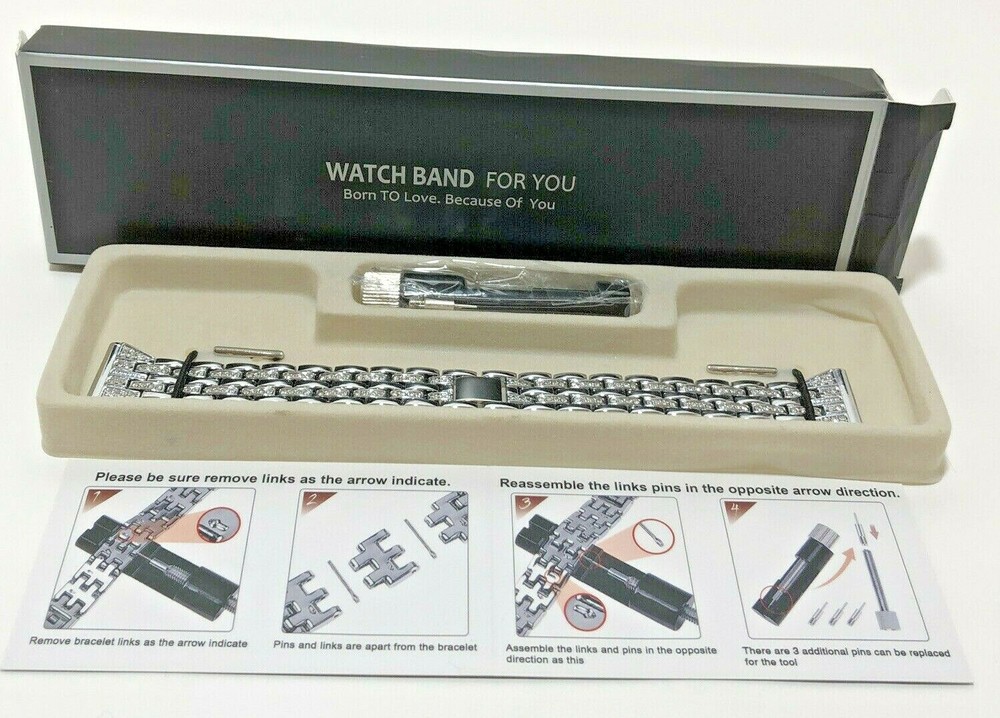 WATCH BAND FOR YOU
Born TO Love. Because Of You
Please be sure remove links as the arrow indicate.
Reassemble the links pins in the opposite arrow direction.
1
2
3
4
Remove bracelet links as the arrow indicate
Pins and links are apart from the bracelet
Assemble the links and pins in the opposite
direction as this
There are 3 additional pins can be replaced
for the tool